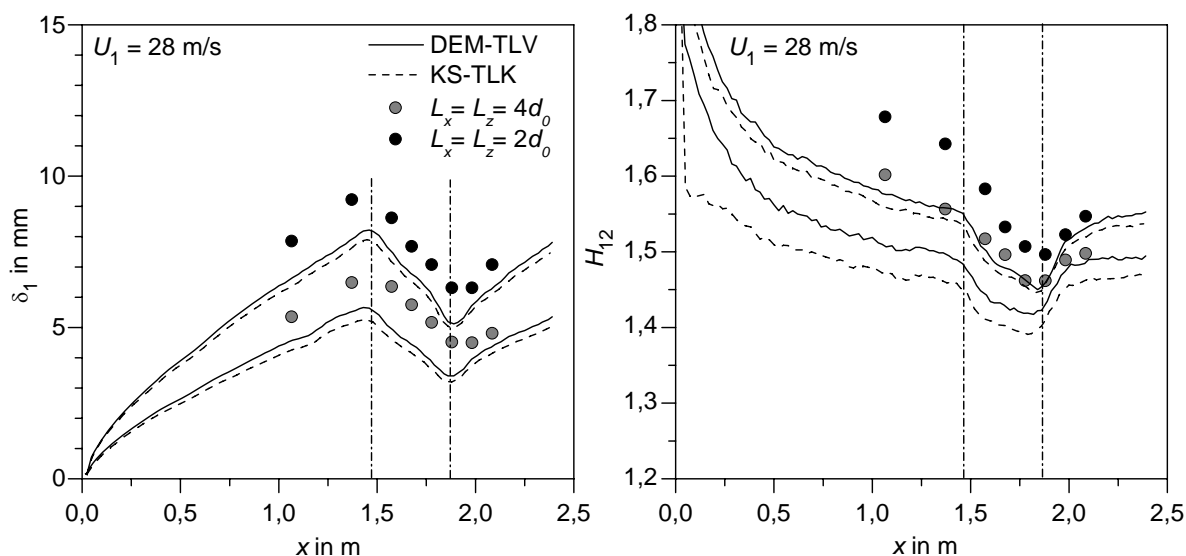 U1 = 28 m/s
DEM-TLV
KS-TLK
Lx= Lz= 4d0
Lx= Lz= 2d0
15
10
5
0
δ1 in mm
0,0 0,5 1,0 1,5 2,0 2,5
x in m
U1 = 28 m/s
1,8
1,7
1,6
1,5
1,4
1,3
1,2
H12
0,0 0,5 1,0 1,5 2,0 2,5
x in m